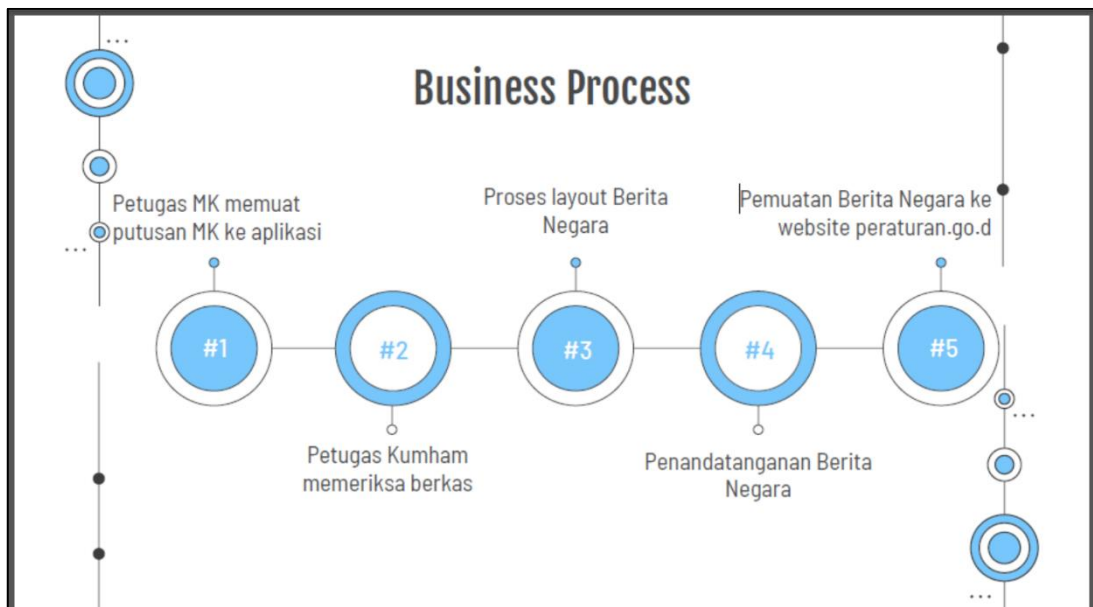 Business Process
Petugas MK memuat
putusan MK ke aplikasi
Proses layout Berita
Negara
Pemuatan Berita Negara ke
website peraturan.go.d
#1
#2
#3
#4
#5
Petugas Kumham
memeriksa berkas
Penandatanganan Berita
Negara